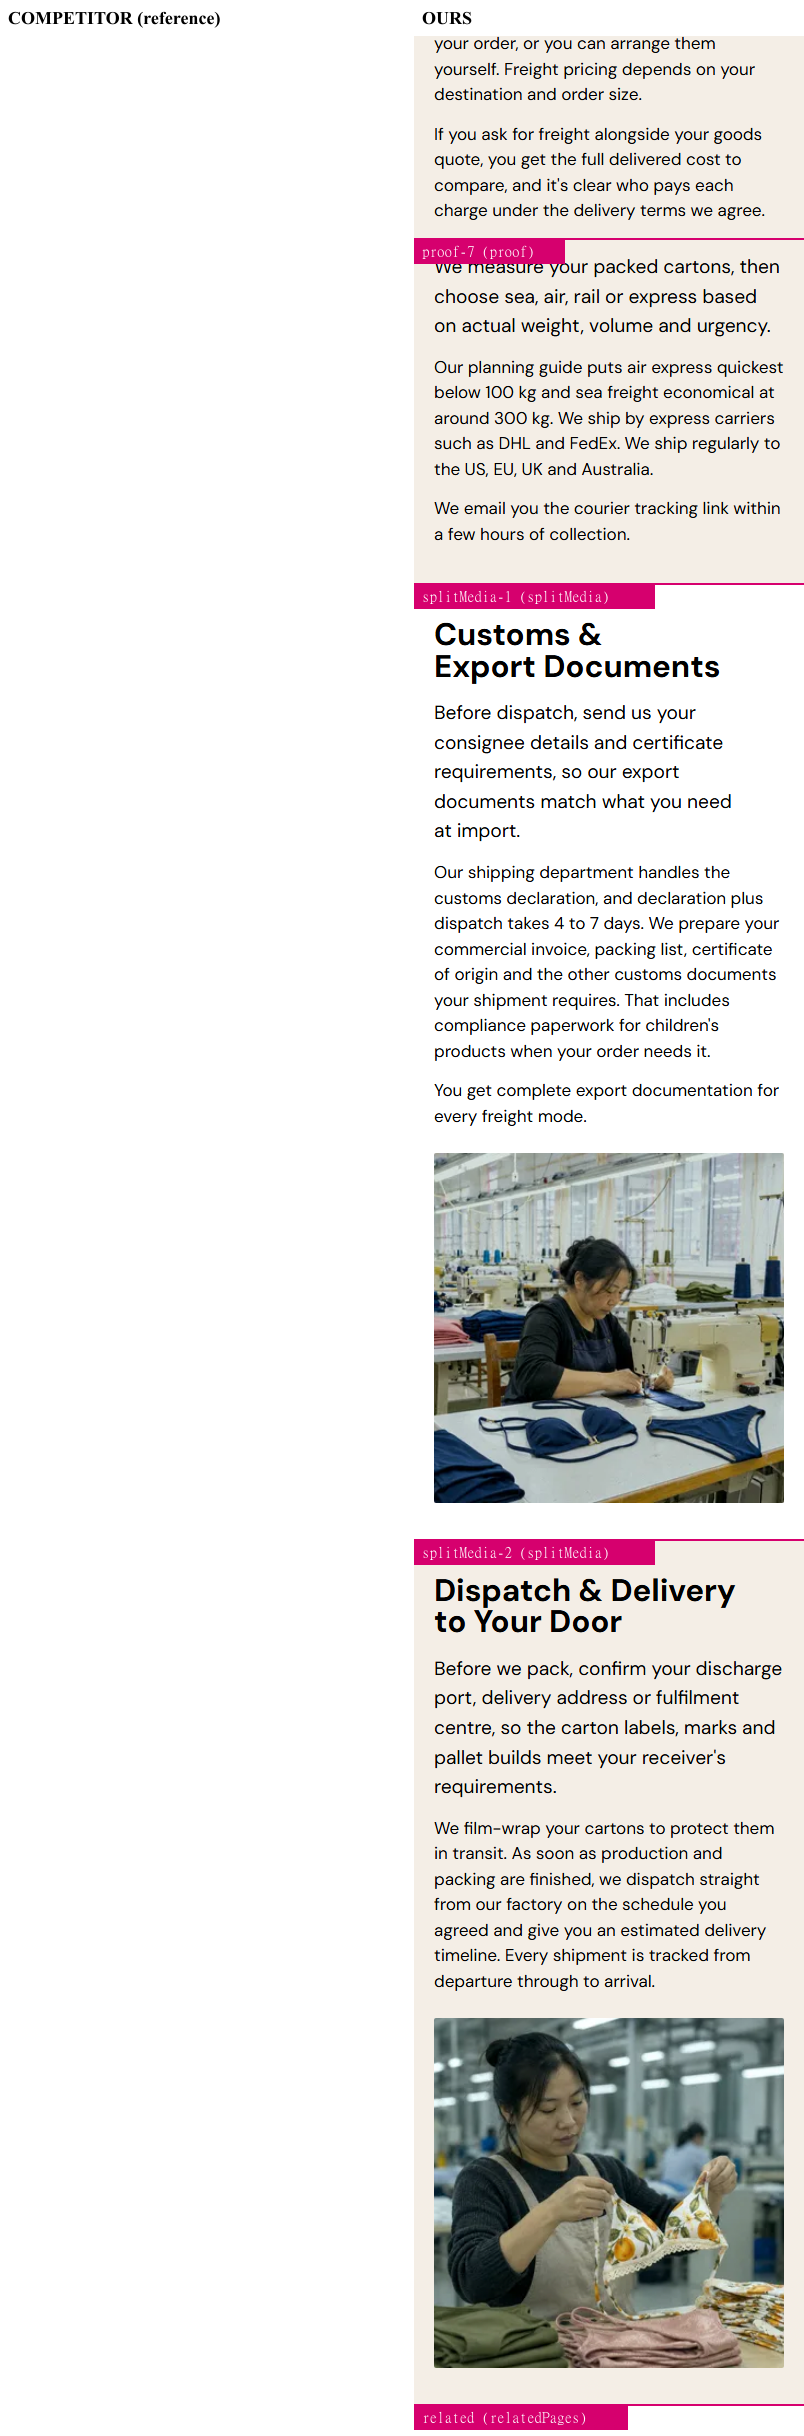 COMPETITOR (reference)
OURS
your order, or you can arrange them
yourself. Freight pricing depends on your
destination and order size.
If you ask for freight alongside your goods
quote, you get the full delivered cost to
compare, and it's clear who pays each
charge under the delivery terms we agree.
proof-7 (proof)
We measure your packed cartons, then
choose sea, air, rail or express based
on actual weight, volume and urgency.
Our planning guide puts air express quickest
below 100 kg and sea freight economical at
around 300 kg. We ship by express carriers
such as DHL and FedEx. We ship regularly to
the US, EU, UK and Australia.
We email you the courier tracking link within
a few hours of collection.
splitMedia-1 (splitMedia)
Customs &
Export Documents
Before dispatch, send us your
consignee details and certificate
requirements, so our export
documents match what you need
at import.
Our shipping department handles the
customs declaration, and declaration plus
dispatch takes 4 to 7 days. We prepare your
commercial invoice, packing list, certificate
of origin and the other customs documents
your shipment requires. That includes
compliance paperwork for children's
products when your order needs it.
You get complete export documentation for
every freight mode.
splitMedia-2 (splitMedia)
Dispatch & Delivery
to Your Door
Before we pack, confirm your discharge
port, delivery address or fulfilment
centre, so the carton labels, marks and
pallet builds meet your receiver's
requirements.
We film-wrap your cartons to protect them
in transit. As soon as production and
packing are finished, we dispatch straight
from our factory on the schedule you
agreed and give you an estimated delivery
timeline. Every shipment is tracked from
departure through to arrival.
related (relatedPages)